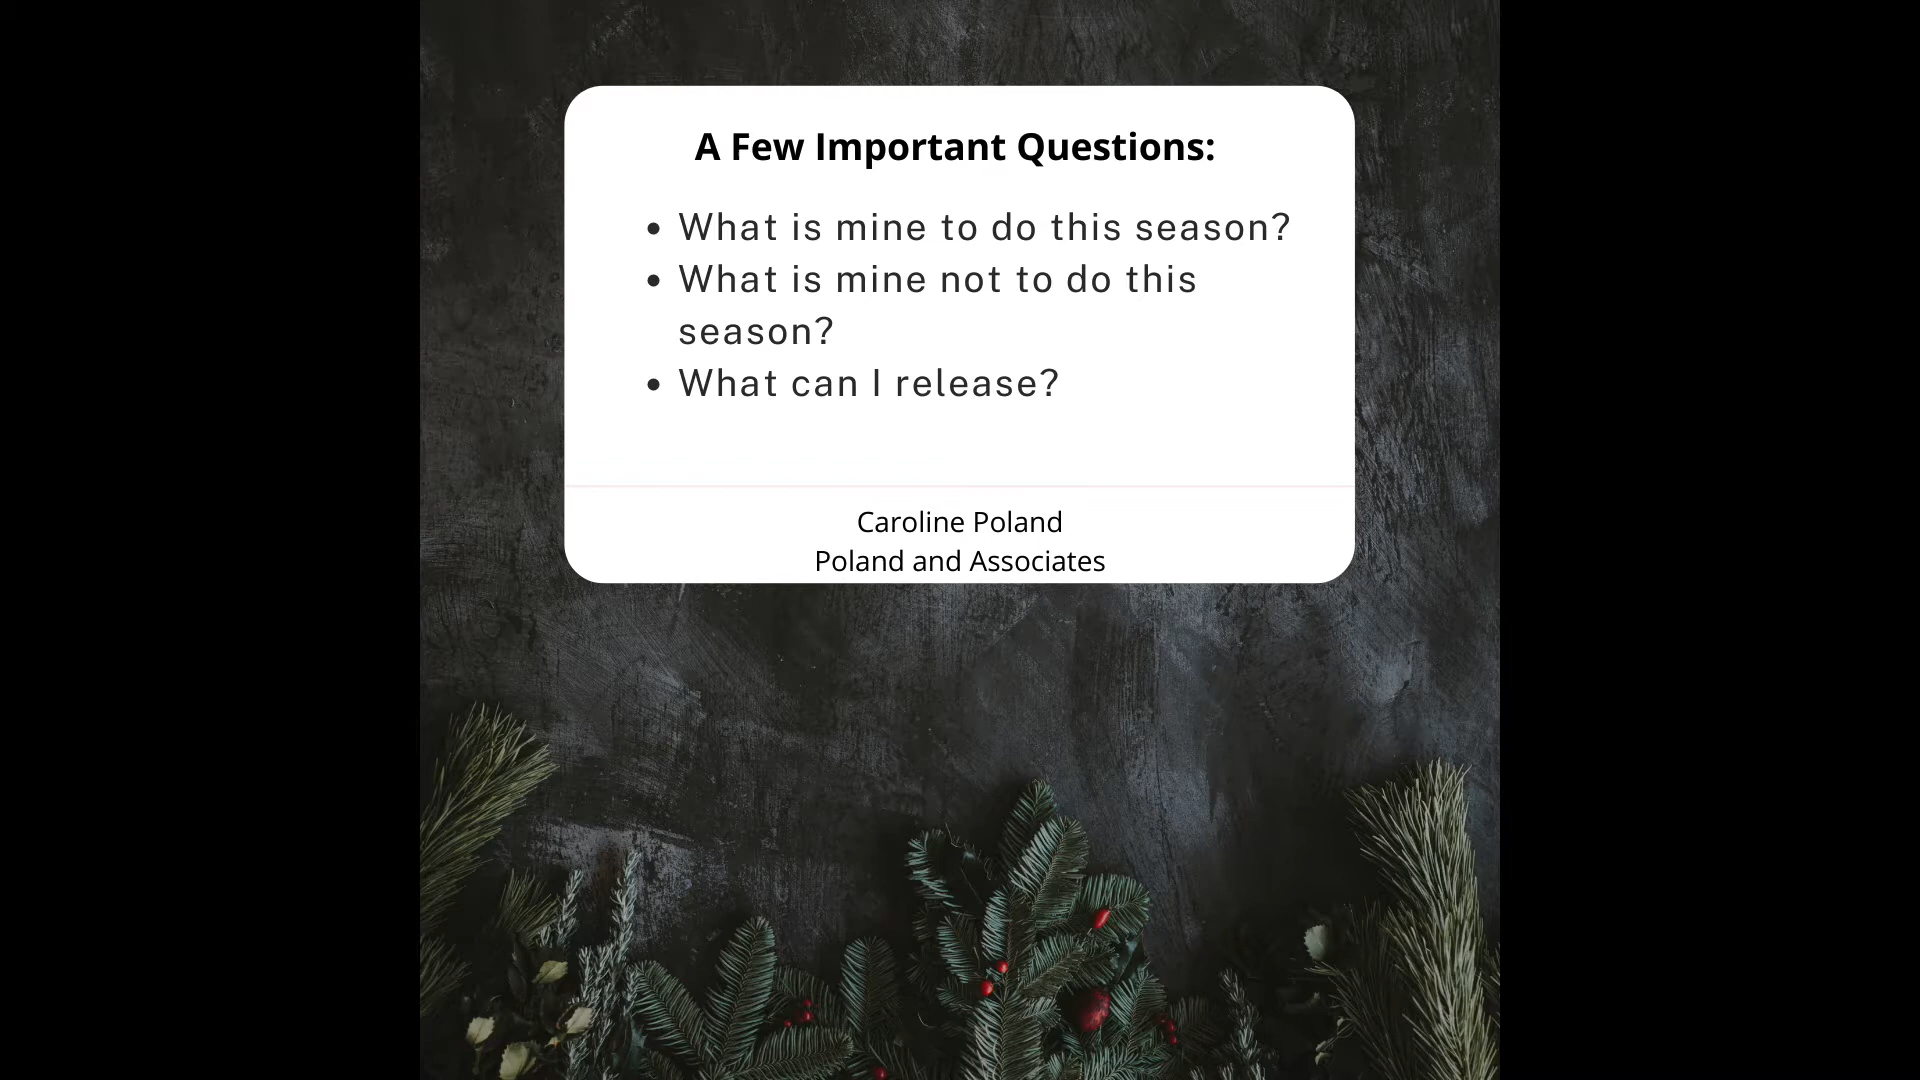 A Few Important Questions:
• What is mine to do this season?
• What is mine not to do this
season?
• What can I release?
Caroline Poland
Poland and Associates